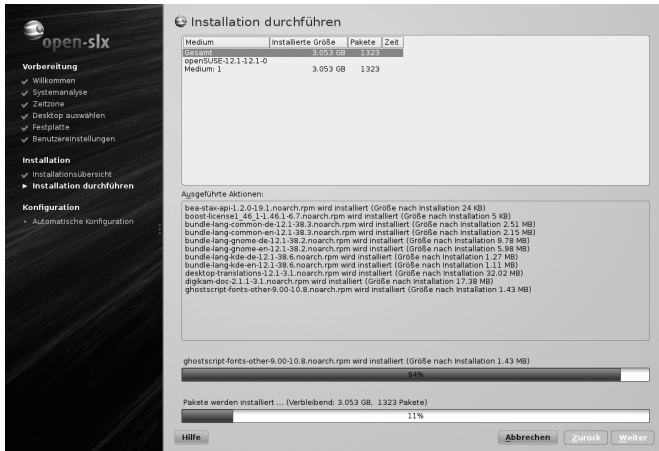 open-slx
Vorbereitung
Willkommen
Systemanalyse
Zeitzone
Desktop auswählen
Festplatte
Benutzereinstellungen
Installation
Installationsübersicht
Installation durchführen
Konfiguration
Automatische Konfiguration
Installation durchführen
Medium Installierte Größe Pakete Zeit
Gesamt 3.053 GB 1323
openSUSE-12.1-12.1-0
Medium: 1 3.053 GB 1323
Ausgeführte Aktionen:
bea-stax-api-1.2.0-19.1.noarch.rpm wird installiert (Größe nach Installation 24 KB)
boost-license1_46_1-1.46.1-6.7.noarch.rpm wird installiert (Größe nach Installation 5 KB)
bundle-lang-common-de-12.1-38.3.noarch.rpm wird installiert (Größe nach Installation 2.51 MB)
bundle-lang-common-en-12.1-38.3.noarch.rpm wird installiert (Größe nach Installation 2.15 MB)
bundle-lang-gnome-de-12.1-38.2.noarch.rpm wird installiert (Größe nach Installation 9.78 MB)
bundle-lang-gnome-en-12.1-38.2.noarch.rpm wird installiert (Größe nach Installation 5.98 MB)
bundle-lang-kde-de-12.1-38.6.noarch.rpm wird installiert (Größe nach Installation 1.27 MB)
bundle-lang-kde-en-12.1-38.6.noarch.rpm wird installiert (Größe nach Installation 1.11 MB)
desktop-translations-12.1-3.1.noarch.rpm wird installiert (Größe nach Installation 32.02 MB)
digikam-doc-2.1.1-3.1.noarch.rpm wird installiert (Größe nach Installation 17.38 MB)
ghostscript-fonts-other-9.00-10.8.noarch.rpm wird installiert (Größe nach Installation 1.43 MB)
ghostscript-fonts-other-9.00-10.8.noarch.rpm wird installiert (Größe nach Installation 1.43 MB)
94%
Pakete werden installiert ... (Verbleibend: 3.053 GB, 1323 Pakete)
11%
Hilfe Abbrechen Zurück Weiter